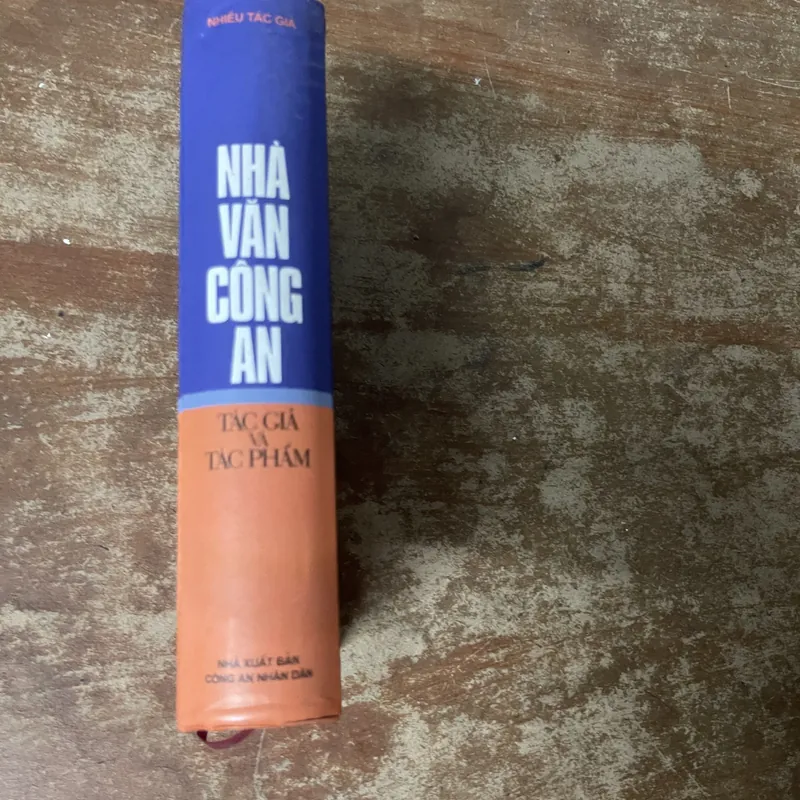 NHIỀU TÁC GIẢ
NHÀ
VĂN
CÔNG
AN
TÁC GIẢ
VÀ
TÁC PHẨM
NHÀ XUẤT BẢN
CÔNG AN NHÂN DÂN